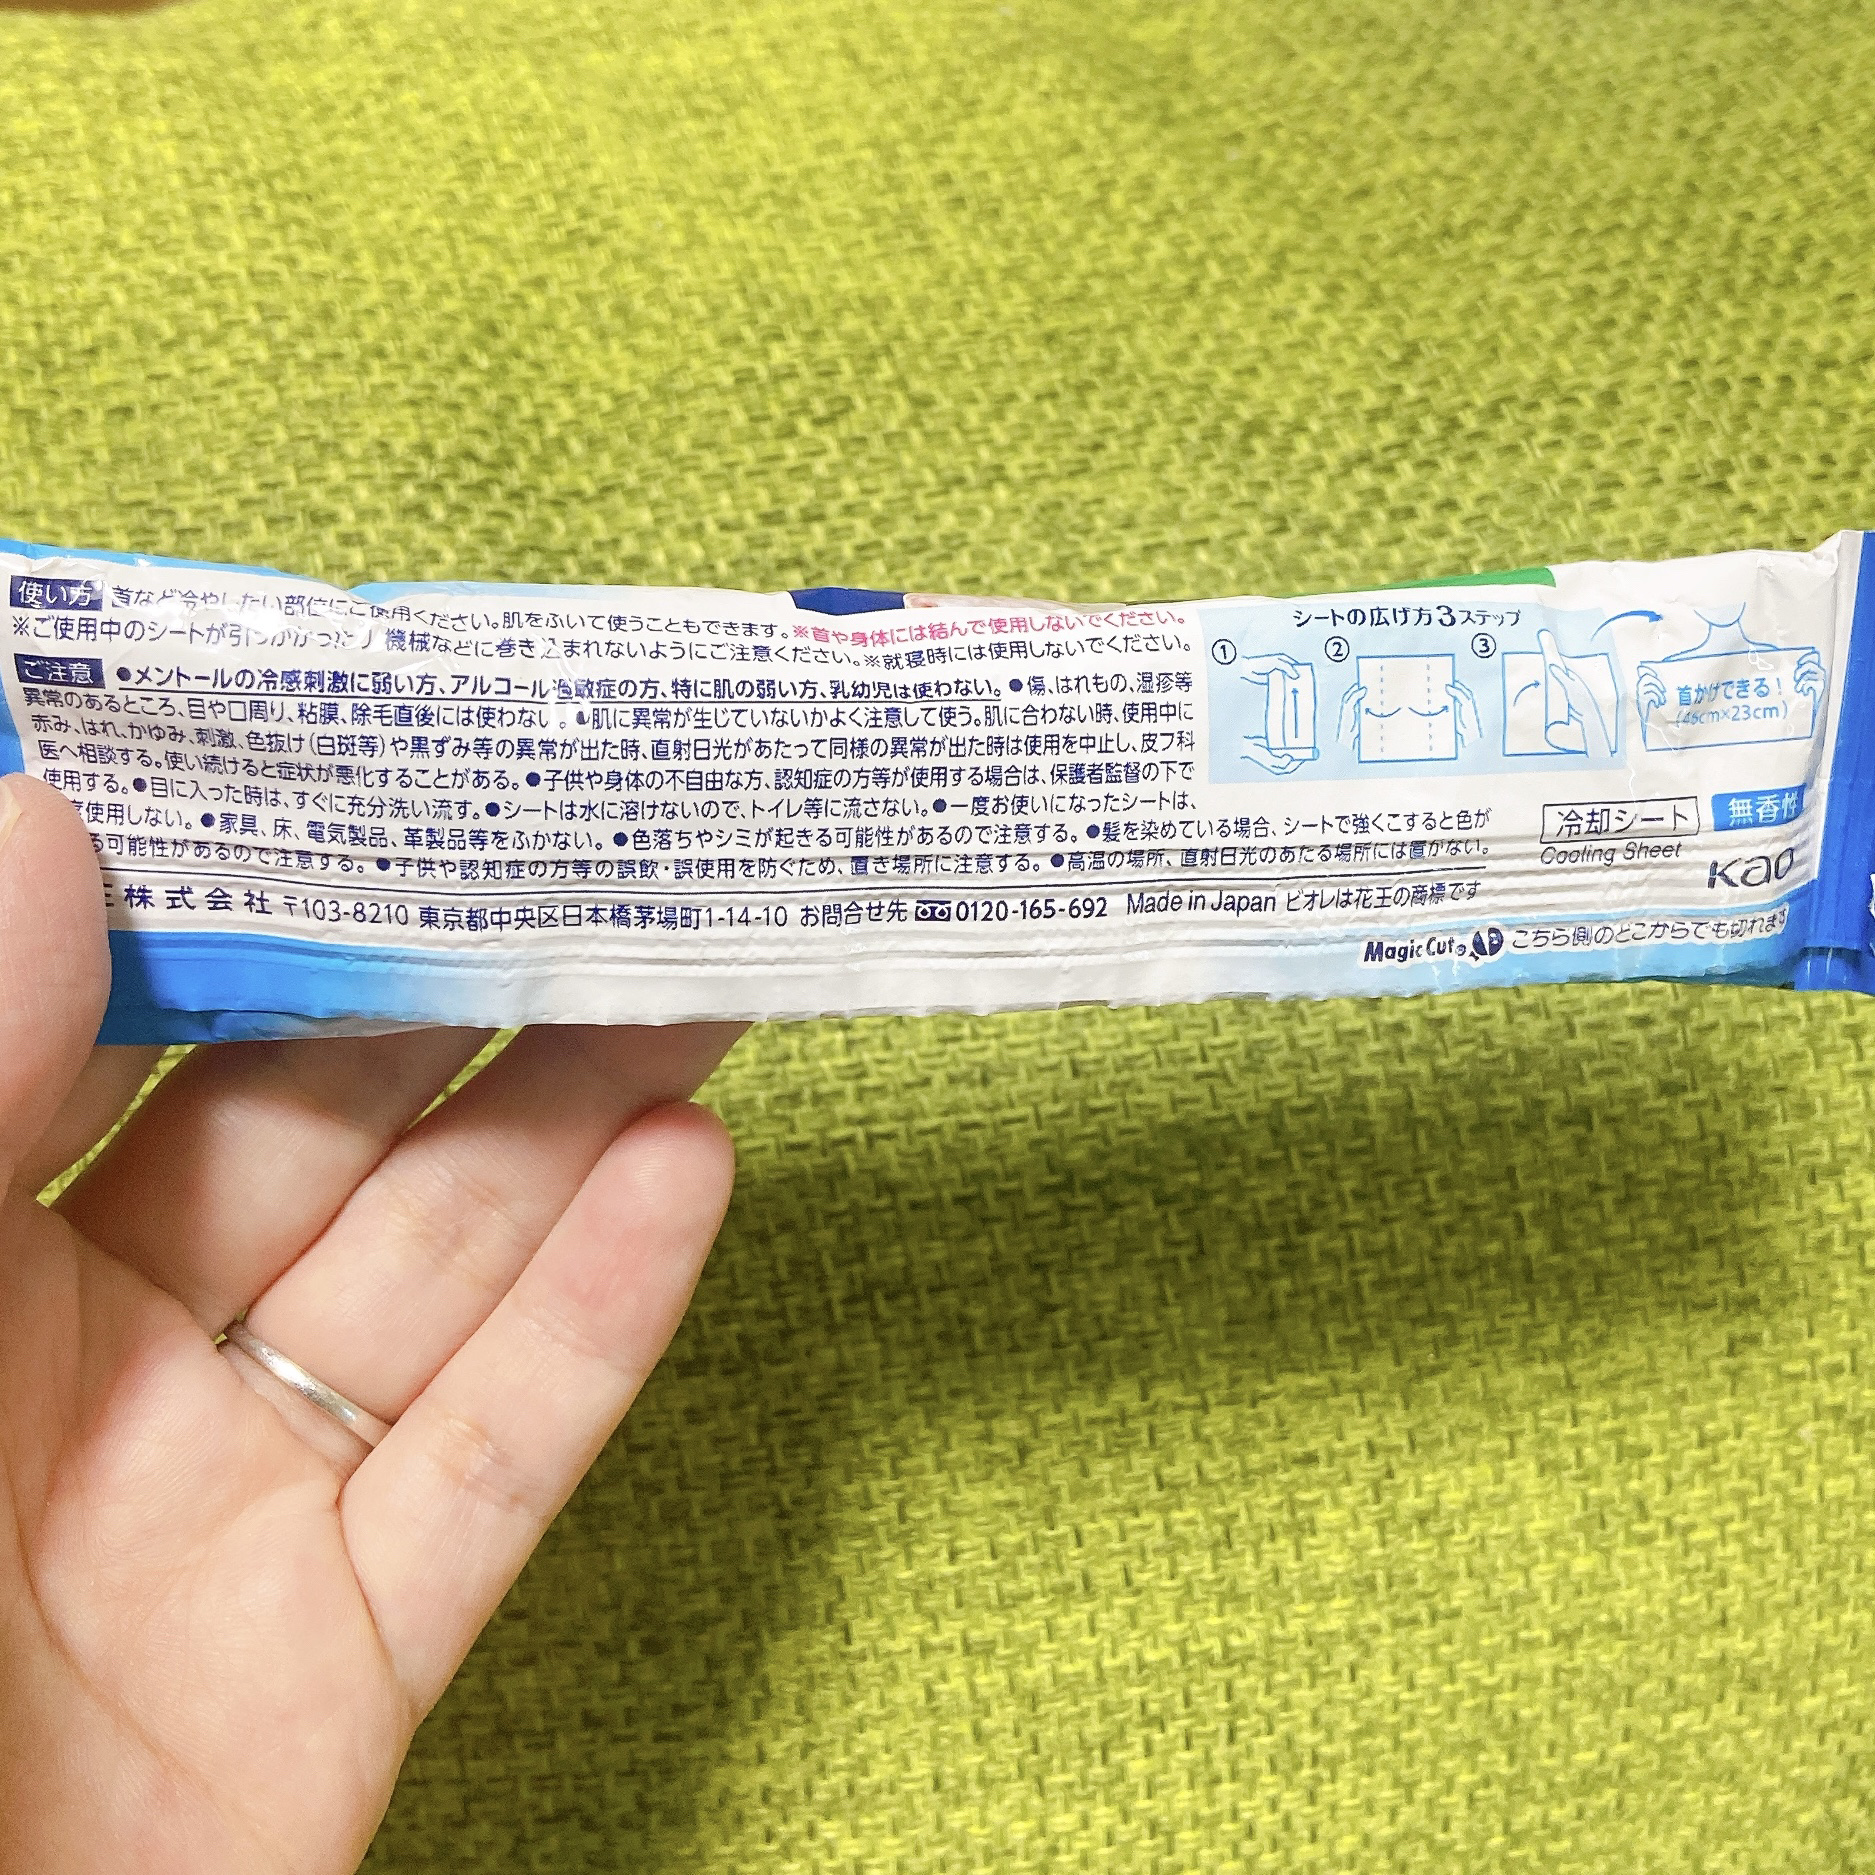 使い方 首など冷やしたい部位にご使用ください。肌をふいて使うこともできます。※首や身体には結んで使用しないでください。
※ご使用中のシートが引っかかったり機械などに巻き込まれないようにご注意ください。※就寝時には使用しないでください。
ご注意 ●メントールの冷感刺激に弱い方、アルコール過敏症の方、特に肌の弱い方、乳幼児は使わない。●傷、はれもの、湿疹等
異常のあるところ、目や口周り、粘膜、除毛直後には使わない。●肌に異常が生じていないかよく注意して使う。肌に合わない時、使用中に
赤み、はれ、かゆみ、刺激、色抜け(白斑等)や黒ずみ等の異常が出た時、直射日光があたって同様の異常が出た時は使用を中止し、皮フ科
医へ相談する。使い続けると症状が悪化することがある。●子供や身体の不自由な方、認知症の方等が使用する場合は、保護者監督の下で
使用する。●目に入った時は、すぐに充分洗い流す。●シートは水に溶けないので、トイレ等に流さない。●一度お使いになったシートは、
使用しない。●家具、床、電気製品、革製品等をふかない。●色落ちやシミが起きる可能性があるので注意する。●髪を染めている場合、シートで強くこすると色が
る可能性があるので注意する。●子供や認知症の方等の誤飲・誤使用を防ぐため、置き場所に注意する。●高温の場所、直射日光のあたる場所には置かない。
株式会社 〒103-8210 東京都中央区日本橋茅場町1-14-10 お問合せ先 0120-165-692 Made in Japan ビオレは花王の商標です
シートの広げ方3ステップ
① ② ③
首かけできる!
(46cm×23cm)
冷却シート 無香性
Cooling Sheet
Kao
Magic Cut® こちら側のどこからでも切れます